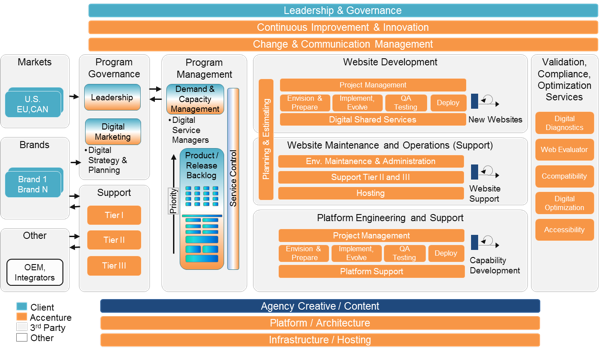 Leadership & Governance
Continuous Improvement & Innovation
Change & Communication Management
Markets
U.S.
EU,CAN
Brands
Brand 1
Brand N
Other
OEM,
Integrators
Program
Governance
Leadership
Digital
Marketing
•Digital
Strategy &
Planning
Support
Tier I
Tier II
Tier III
Program
Management
Demand &
Capacity
Management
•Digital
Service
Managers
Product /
Release
Backlog
Priority
Service Control
Planning & Estimating
Website Development
Project Management
Envision &
Prepare
Implement,
Evolve
QA
Testing
Deploy
Digital Shared Services
New Websites
Website Maintenance and Operations (Support)
Env. Maintenence & Administration
Support Tier II and III
Hosting
Website
Support
Platform Engineering and Support
Project Management
Envision &
Prepare
Implement,
Evolve
QA
Testing
Deploy
Platform Support
Capability
Development
Validation,
Compliance,
Optimization
Services
Digital
Diagnostics
Web Evaluator
Ccompatibility
Digital
Optimization
Accessibility
Client
Accenture
3rd Party
Other
Agency Creative / Content
Platform / Architecture
Infrastructure / Hosting